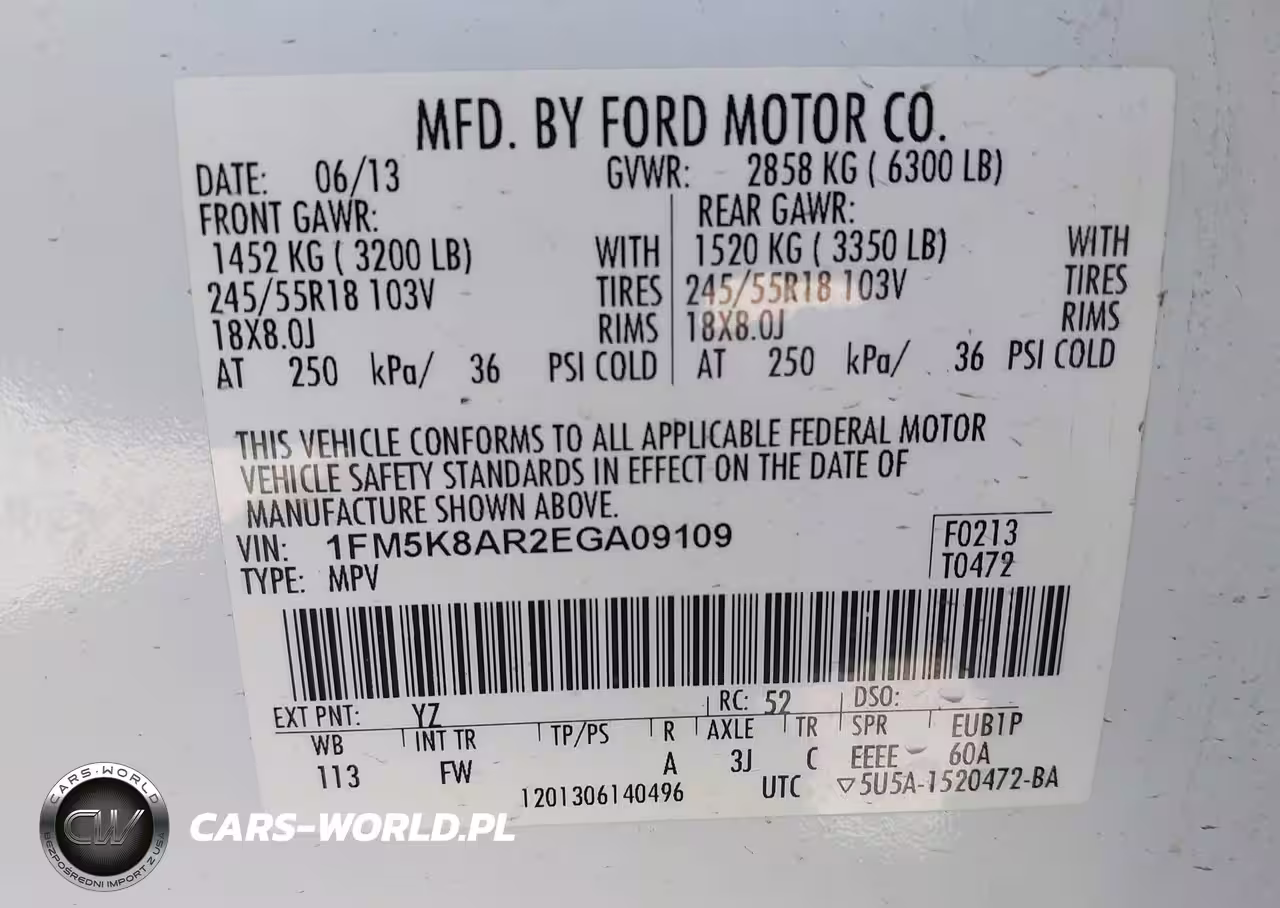 MFD. BY FORD MOTOR CO.
DATE: 06/13 GVWR: 2858 KG ( 6300 LB)
FRONT GAWR: REAR GAWR:
1452 KG ( 3200 LB) WITH 1520 KG ( 3350 LB) WITH
245/55R18 103V TIRES 245/55R18 103V TIRES
18X8.0J RIMS 18X8.0J RIMS
AT 250 kPa/ 36 PSI COLD AT 250 kPa/ 36 PSI COLD
THIS VEHICLE CONFORMS TO ALL APPLICABLE FEDERAL MOTOR
VEHICLE SAFETY STANDARDS IN EFFECT ON THE DATE OF
MANUFACTURE SHOWN ABOVE.
VIN: 1FM5K8AR2EGA09109 F0213
TYPE: MPV T0472
EXT PNT: YZ RC: 52 DSO:
WB INT TR TP/PS R AXLE TR SPR EUB1P
113 FW A 3J C EEEE 60A
1201306140496 UTC ▽5U5A-1520472-BA
CARS-WORLD
CW
BEZPOŚREDNI IMPORT Z USA
CARS-WORLD.PL